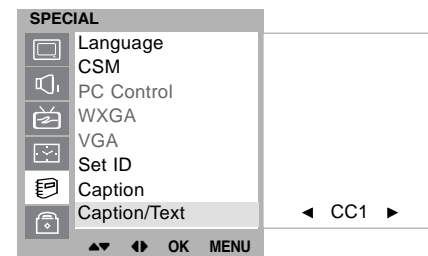 SPECIAL
Language
CSM
PC Control
WXGA
VGA
Set ID
Caption
Caption/Text ◄ CC1 ►
▲▼ ◄► OK MENU